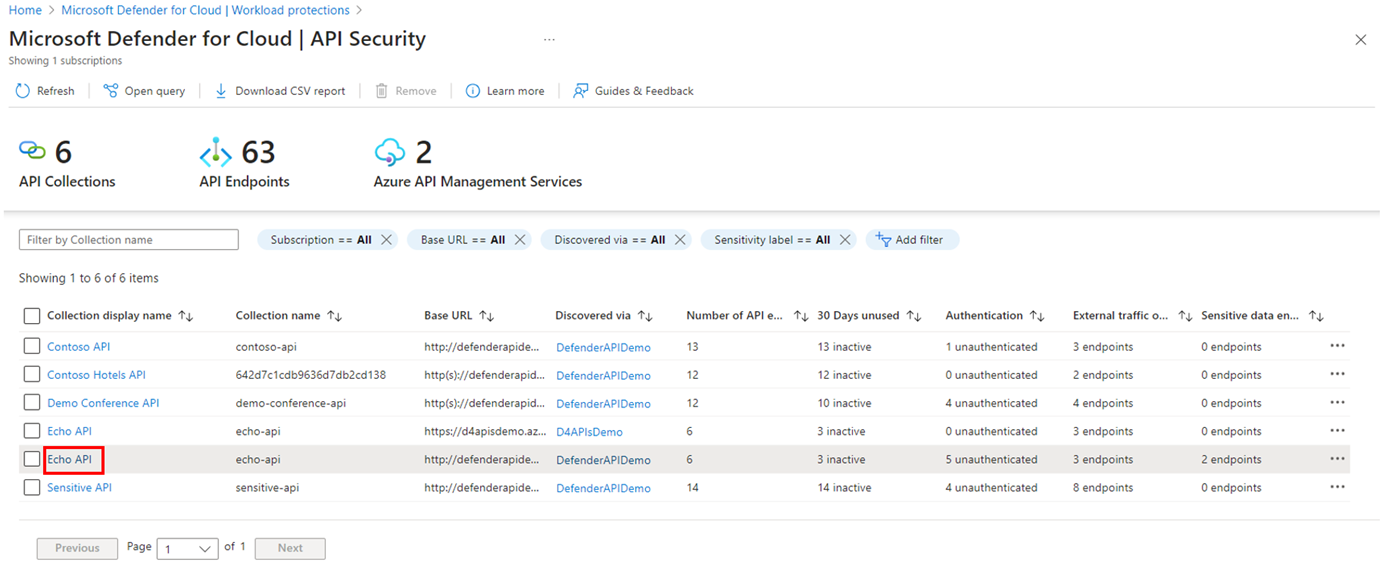 Home > Microsoft Defender for Cloud | Workload protections >
Microsoft Defender for Cloud | API Security ...
Showing 1 subscriptions
Refresh Open query Download CSV report Remove Learn more Guides & Feedback
6 63 2
API Collections API Endpoints Azure API Management Services
Filter by Collection name Subscription == All Base URL == All Discovered via == All Sensitivity label == All Add filter
Showing 1 to 6 of 6 items
Collection display name Collection name Base URL Discovered via Number of API e... 30 Days unused Authentication External traffic o... Sensitive data en...
Contoso API contoso-api http://defenderapide... DefenderAPIDemo 13 13 inactive 1 unauthenticated 3 endpoints 0 endpoints ...
Contoso Hotels API 642d7c1cdb9636d7db2cd138 http(s)://defenderapid... DefenderAPIDemo 12 12 inactive 0 unauthenticated 2 endpoints 0 endpoints ...
Demo Conference API demo-conference-api http(s)://defenderapid... DefenderAPIDemo 12 10 inactive 4 unauthenticated 4 endpoints 0 endpoints ...
Echo API echo-api https://d4apisdemo.az... D4APIsDemo 6 3 inactive 0 unauthenticated 3 endpoints 0 endpoints ...
Echo API echo-api http://defenderapide... DefenderAPIDemo 6 3 inactive 5 unauthenticated 3 endpoints 2 endpoints ...
Sensitive API sensitive-api http://defenderapide... DefenderAPIDemo 14 14 inactive 4 unauthenticated 8 endpoints 0 endpoints ...
Previous Page 1 of 1 Next